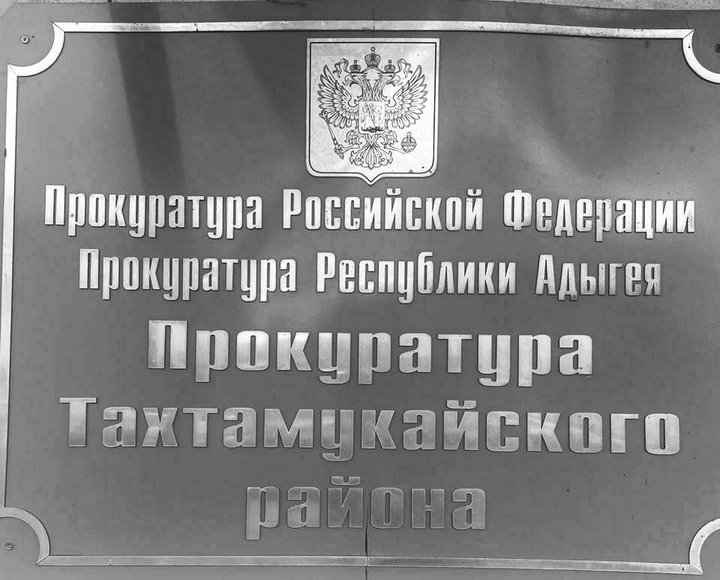 Прокуратура Российской Федерации
Прокуратура Республики Адыгея
Прокуратура
Тахтамукайского
района